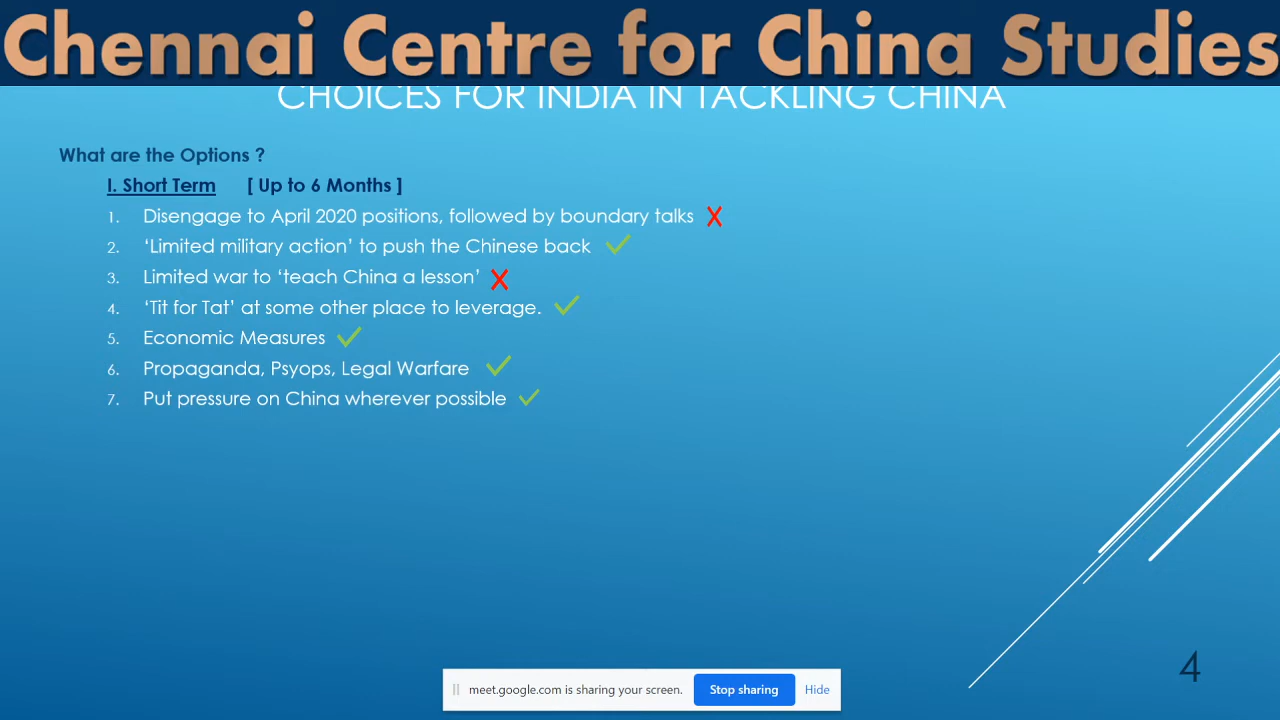 Chennai Centre for China Studies
CHOICES FOR INDIA IN TACKLING CHINA
What are the Options ?
I. Short Term [ Up to 6 Months ]
1. Disengage to April 2020 positions, followed by boundary talks
2. ‘Limited military action’ to push the Chinese back
3. Limited war to ‘teach China a lesson’
4. ‘Tit for Tat’ at some other place to leverage.
5. Economic Measures
6. Propaganda, Psyops, Legal Warfare
7. Put pressure on China wherever possible
4
meet.google.com is sharing your screen. Stop sharing Hide